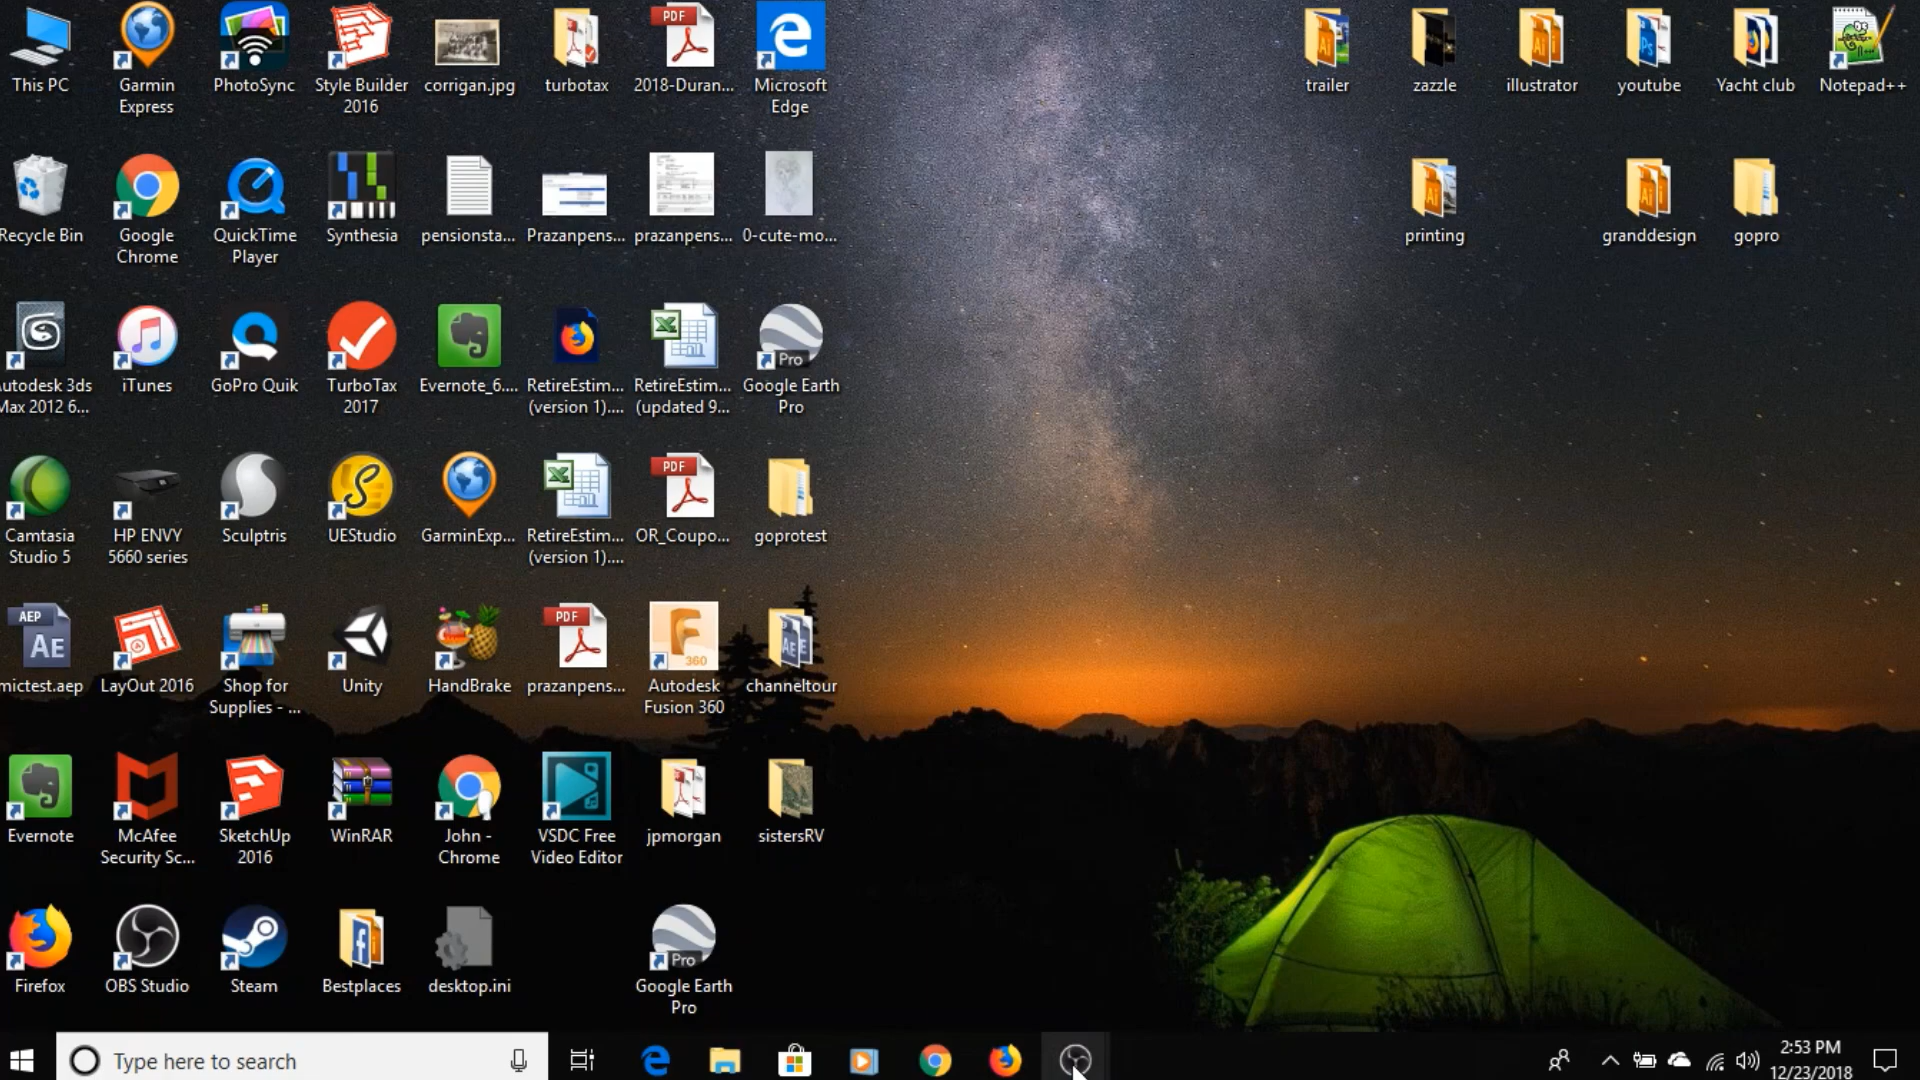 This PC
Garmin
Express
PhotoSync
Style Builder
2016
corrigan.jpg
turbotax
PDF
2018-Duran...
Microsoft
Edge
trailer
zazzle
illustrator
youtube
Yacht club
Notepad++
Recycle Bin
Google
Chrome
QuickTime
Player
Synthesia
pensionsta...
Prazanpens...
prazanpens...
0-cute-mo...
printing
granddesign
gopro
Autodesk 3ds
Max 2012 6...
iTunes
GoPro Quik
TurboTax
2017
Evernote_6....
RetireEstim...
(version 1)....
RetireEstim...
(updated 9...
Pro
Google Earth
Pro
Camtasia
Studio 5
HP ENVY
5660 series
Sculptris
UEStudio
GarminExp...
RetireEstim...
(version 1)....
PDF
OR_Coupo...
goprotest
AEP
Ae
mictest.aep
LayOut 2016
Shop for
Supplies - ...
Unity
HandBrake
PDF
prazanpens...
360
Autodesk
Fusion 360
channeltour
Evernote
McAfee
Security Sc...
SketchUp
2016
WinRAR
John -
Chrome
VSDC Free
Video Editor
jpmorgan
sistersRV
Firefox
OBS Studio
Steam
Bestplaces
desktop.ini
Pro
Google Earth
Pro
Type here to search
2:53 PM
12/23/2018